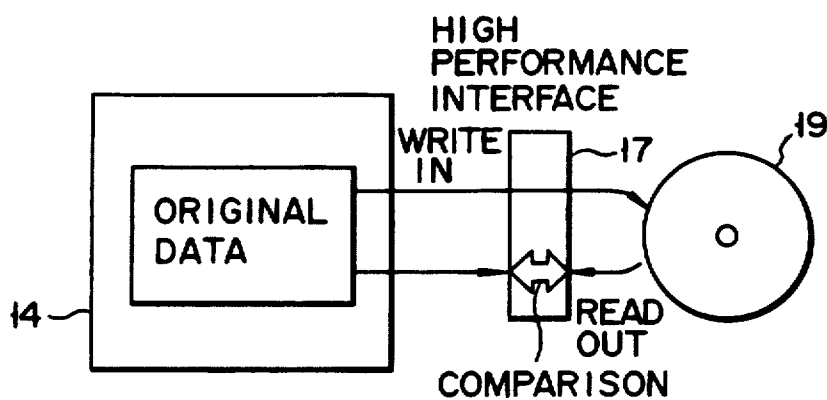 HIGH
PERFORMANCE
INTERFACE
19
WRITE
IN
17
ORIGINAL
DATA
14
READ
OUT
COMPARISON